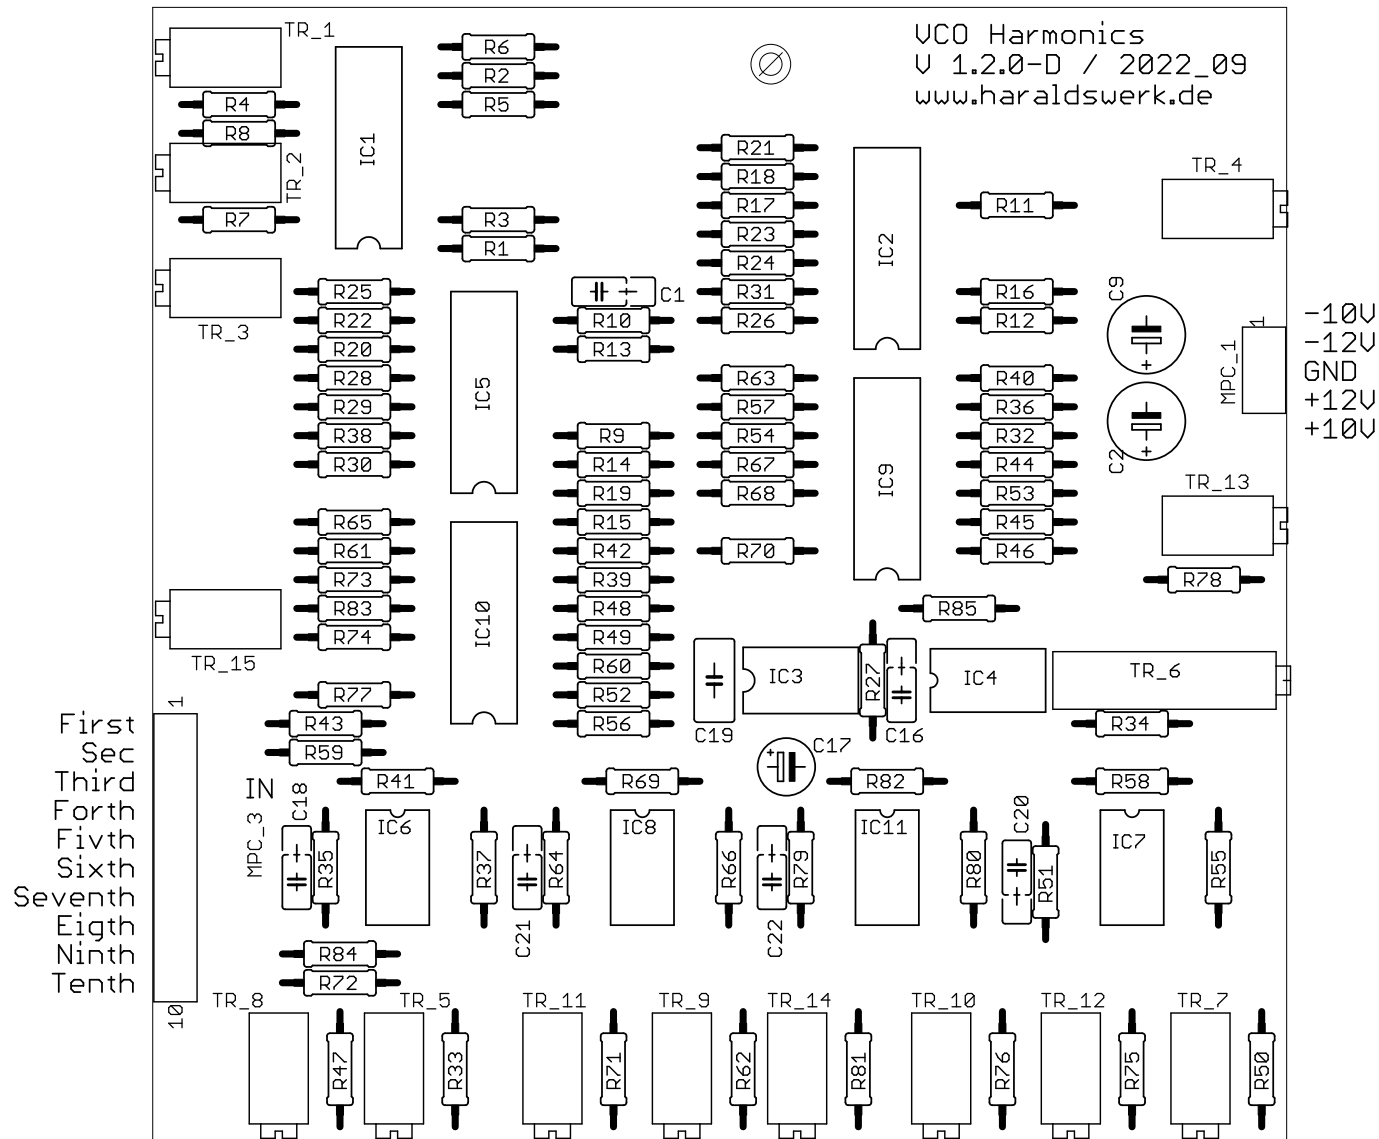 TR_1
R6
VCO Harmonics
V 1.2.0-D / 2022_09
www.haraldswerk.de
R2
R4
R5
R8
IC1
R21
TR_2
R18
TR_4
R7
R3
R17
R11
R1
R23
IC2
R24
R25
C1
R31
R16
C9
TR_3
R22
R10
R26
R12
1
-10V
R20
R13
-12V
R28
IC5
R63
R40
MPC_1
GND
R29
R57
R36
+12V
R38
R9
R54
R32
+10V
R30
R14
R67
IC9
R44
C2
R19
R68
R53
TR_13
R65
R15
R45
R61
R42
R70
R46
R73
R39
R78
R83
IC10
R48
R85
R74
R49
TR_15
R60
IC3
R27
IC4
TR_6
R77
R52
1
First
R43
R56
C19
C16
R34
Sec
R59
C17
Third
IN
R41
R69
R82
R58
Forth
C18
C20
Fivth
MPC_3
IC6
IC8
IC11
IC7
Sixth
R35
R37
R64
R66
R79
R80
R51
R55
Seventh
Eigth
C21
C22
Ninth
R84
Tenth
R72
10
TR_8
TR_5
TR_11
TR_9
TR_14
TR_10
TR_12
TR_7
R47
R33
R71
R62
R81
R76
R75
R50